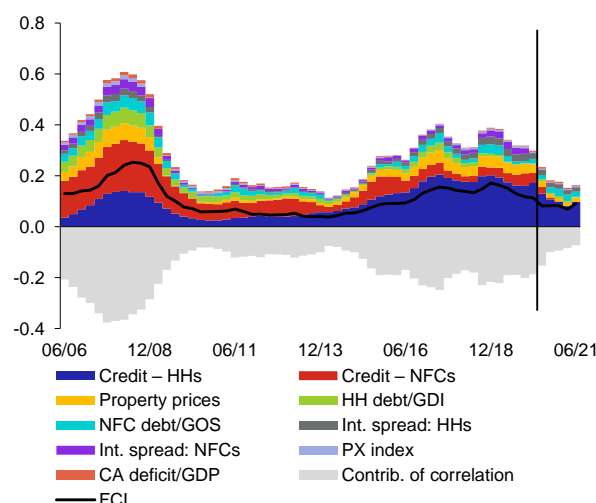 0.8
0.6
0.4
0.2
0.0
-0.2
-0.4
06/06 12/08 06/11 12/13 06/16 12/18 06/21
Credit – HHs Credit – NFCs
Property prices HH debt/GDI
NFC debt/GOS Int. spread: HHs
Int. spread: NFCs PX index
CA deficit/GDP Contrib. of correlation
FCI